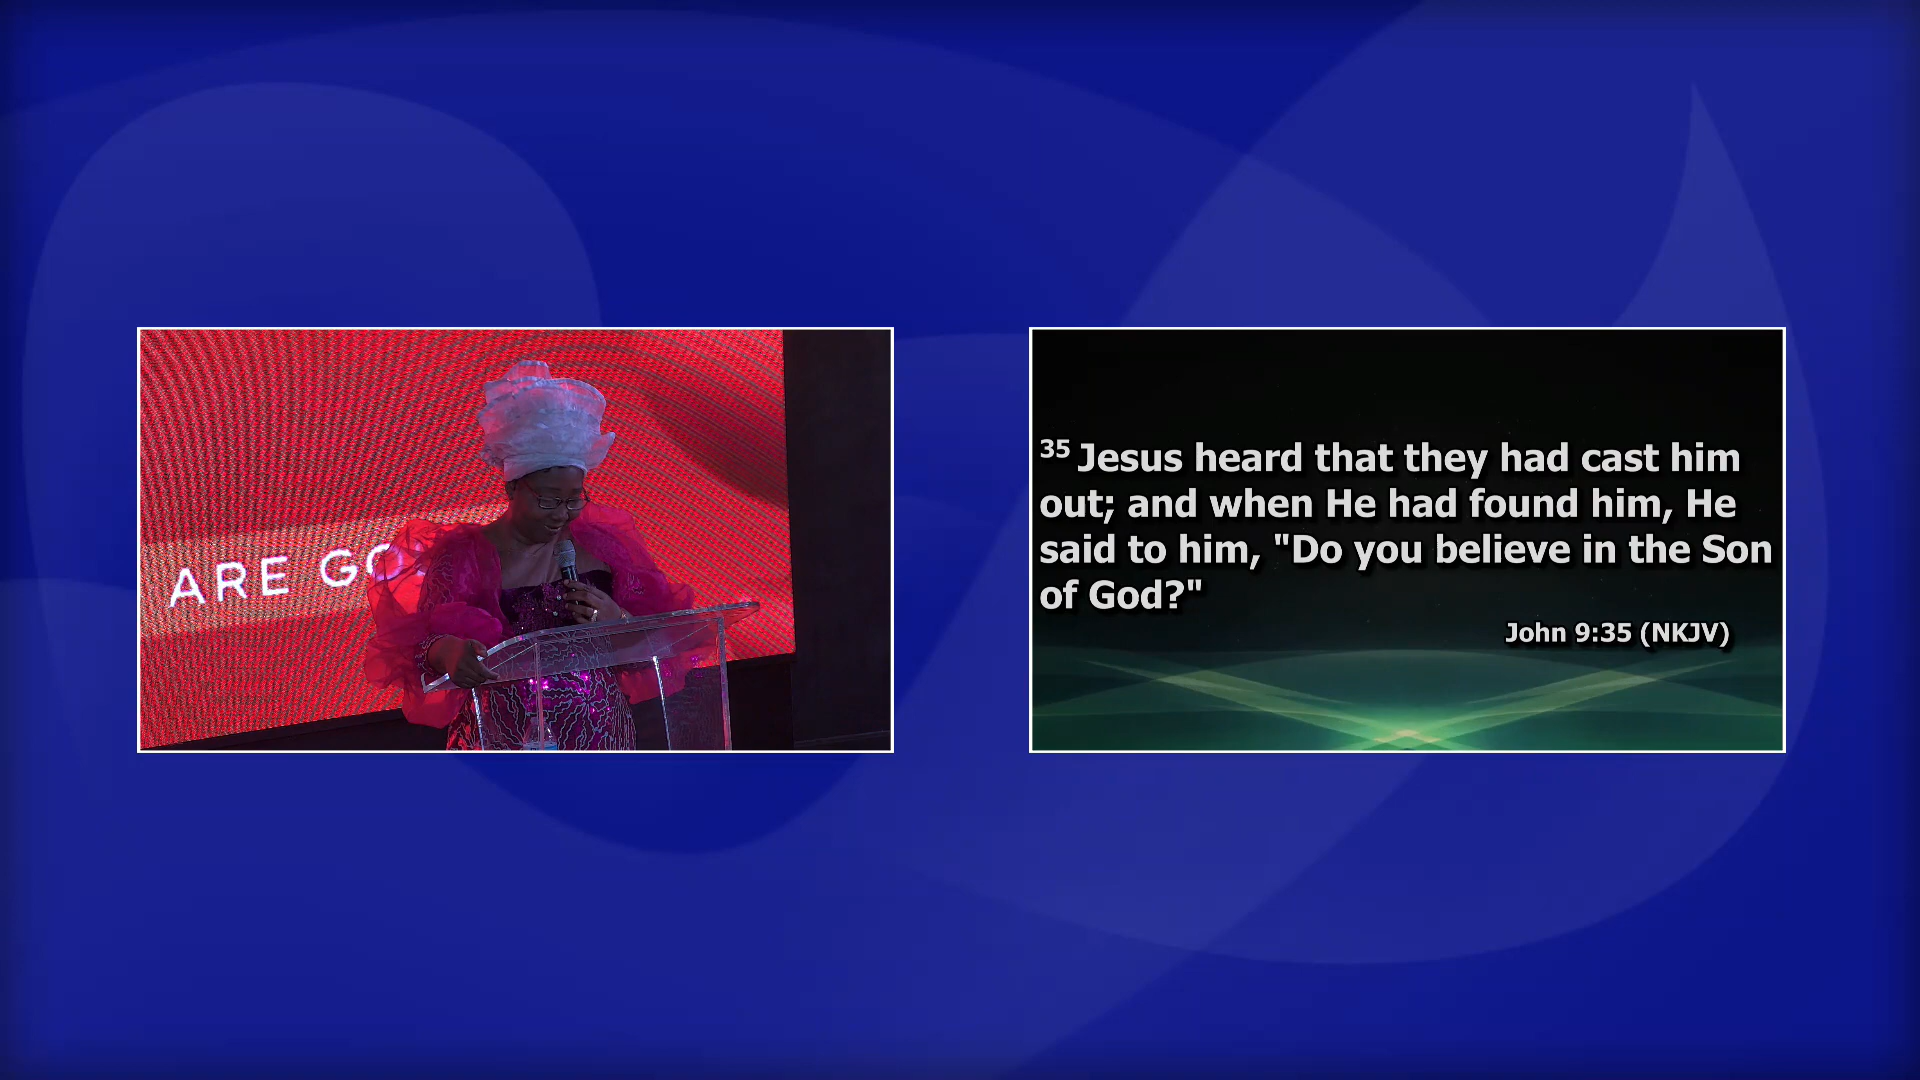 ARE GO
35 Jesus heard that they had cast him
out; and when He had found him, He
said to him, "Do you believe in the Son
of God?"
John 9:35 (NKJV)